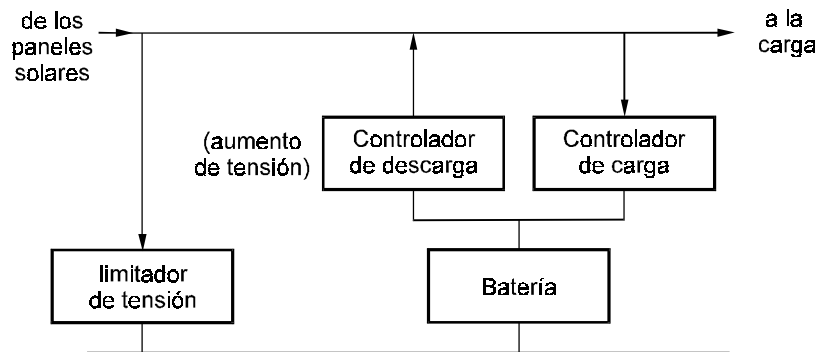 de los
paneles
solares
a la
carga
(aumento
de tensión)
Controlador
de descarga
Controlador
de carga
limitador
de tensión
Batería